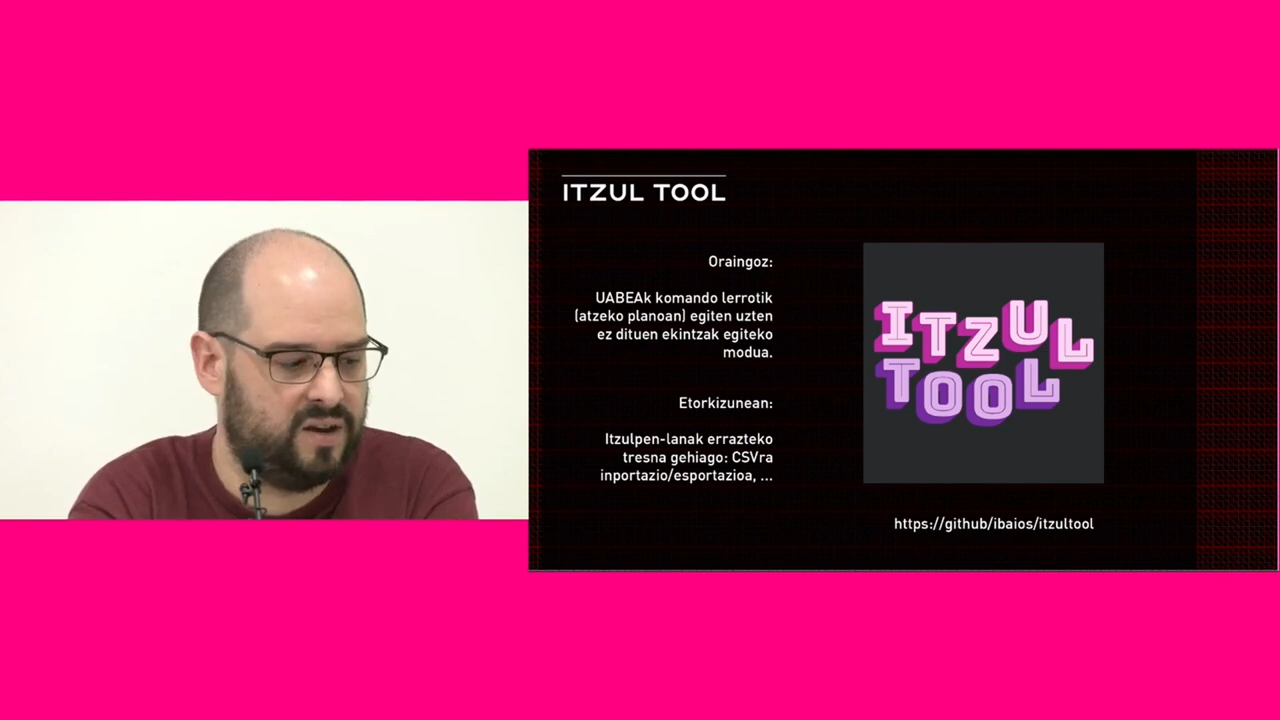 ITZUL TOOL
Oraingoz:
UABEAk komando lerrotik
(atzeko planoan) egiten uzten
ez dituen ekintzak egiteko
modua.
Etorkizunean:
Itzulpen-lanak errazteko
tresna gehiago: CSVra
inportazio/esportazioa, ...
ITZUL
TOOL
https://github/ibaios/itzultool